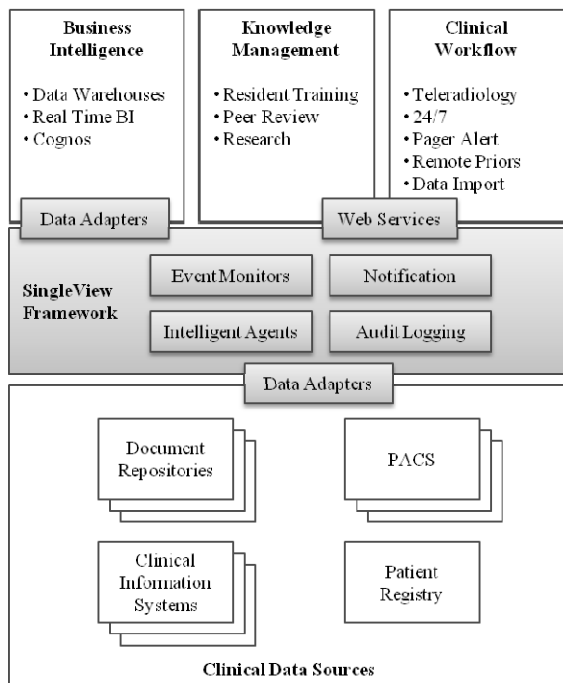 Business
Intelligence
• Data Warehouses
• Real Time BI
• Cognos
Knowledge
Management
• Resident Training
• Peer Review
• Research
Clinical
Workflow
• Teleradiology
• 24/7
• Pager Alert
• Remote Priors
• Data Import
Data Adapters
Web Services
SingleView
Framework
Event Monitors
Notification
Intelligent Agents
Audit Logging
Data Adapters
Document
Repositories
PACS
Clinical
Information
Systems
Patient
Registry
Clinical Data Sources